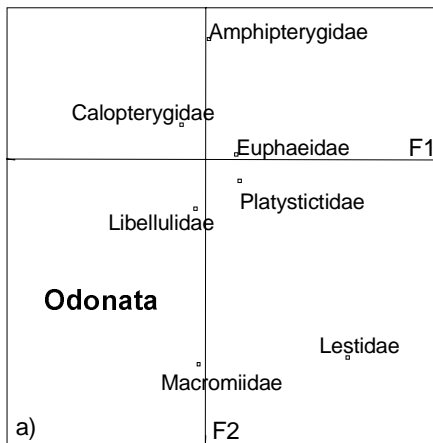 Amphipterygidae
Calopterygidae
Euphaeidae
F1
Platystictidae
Libellulidae
Odonata
Lestidae
Macromiidae
a)
F2